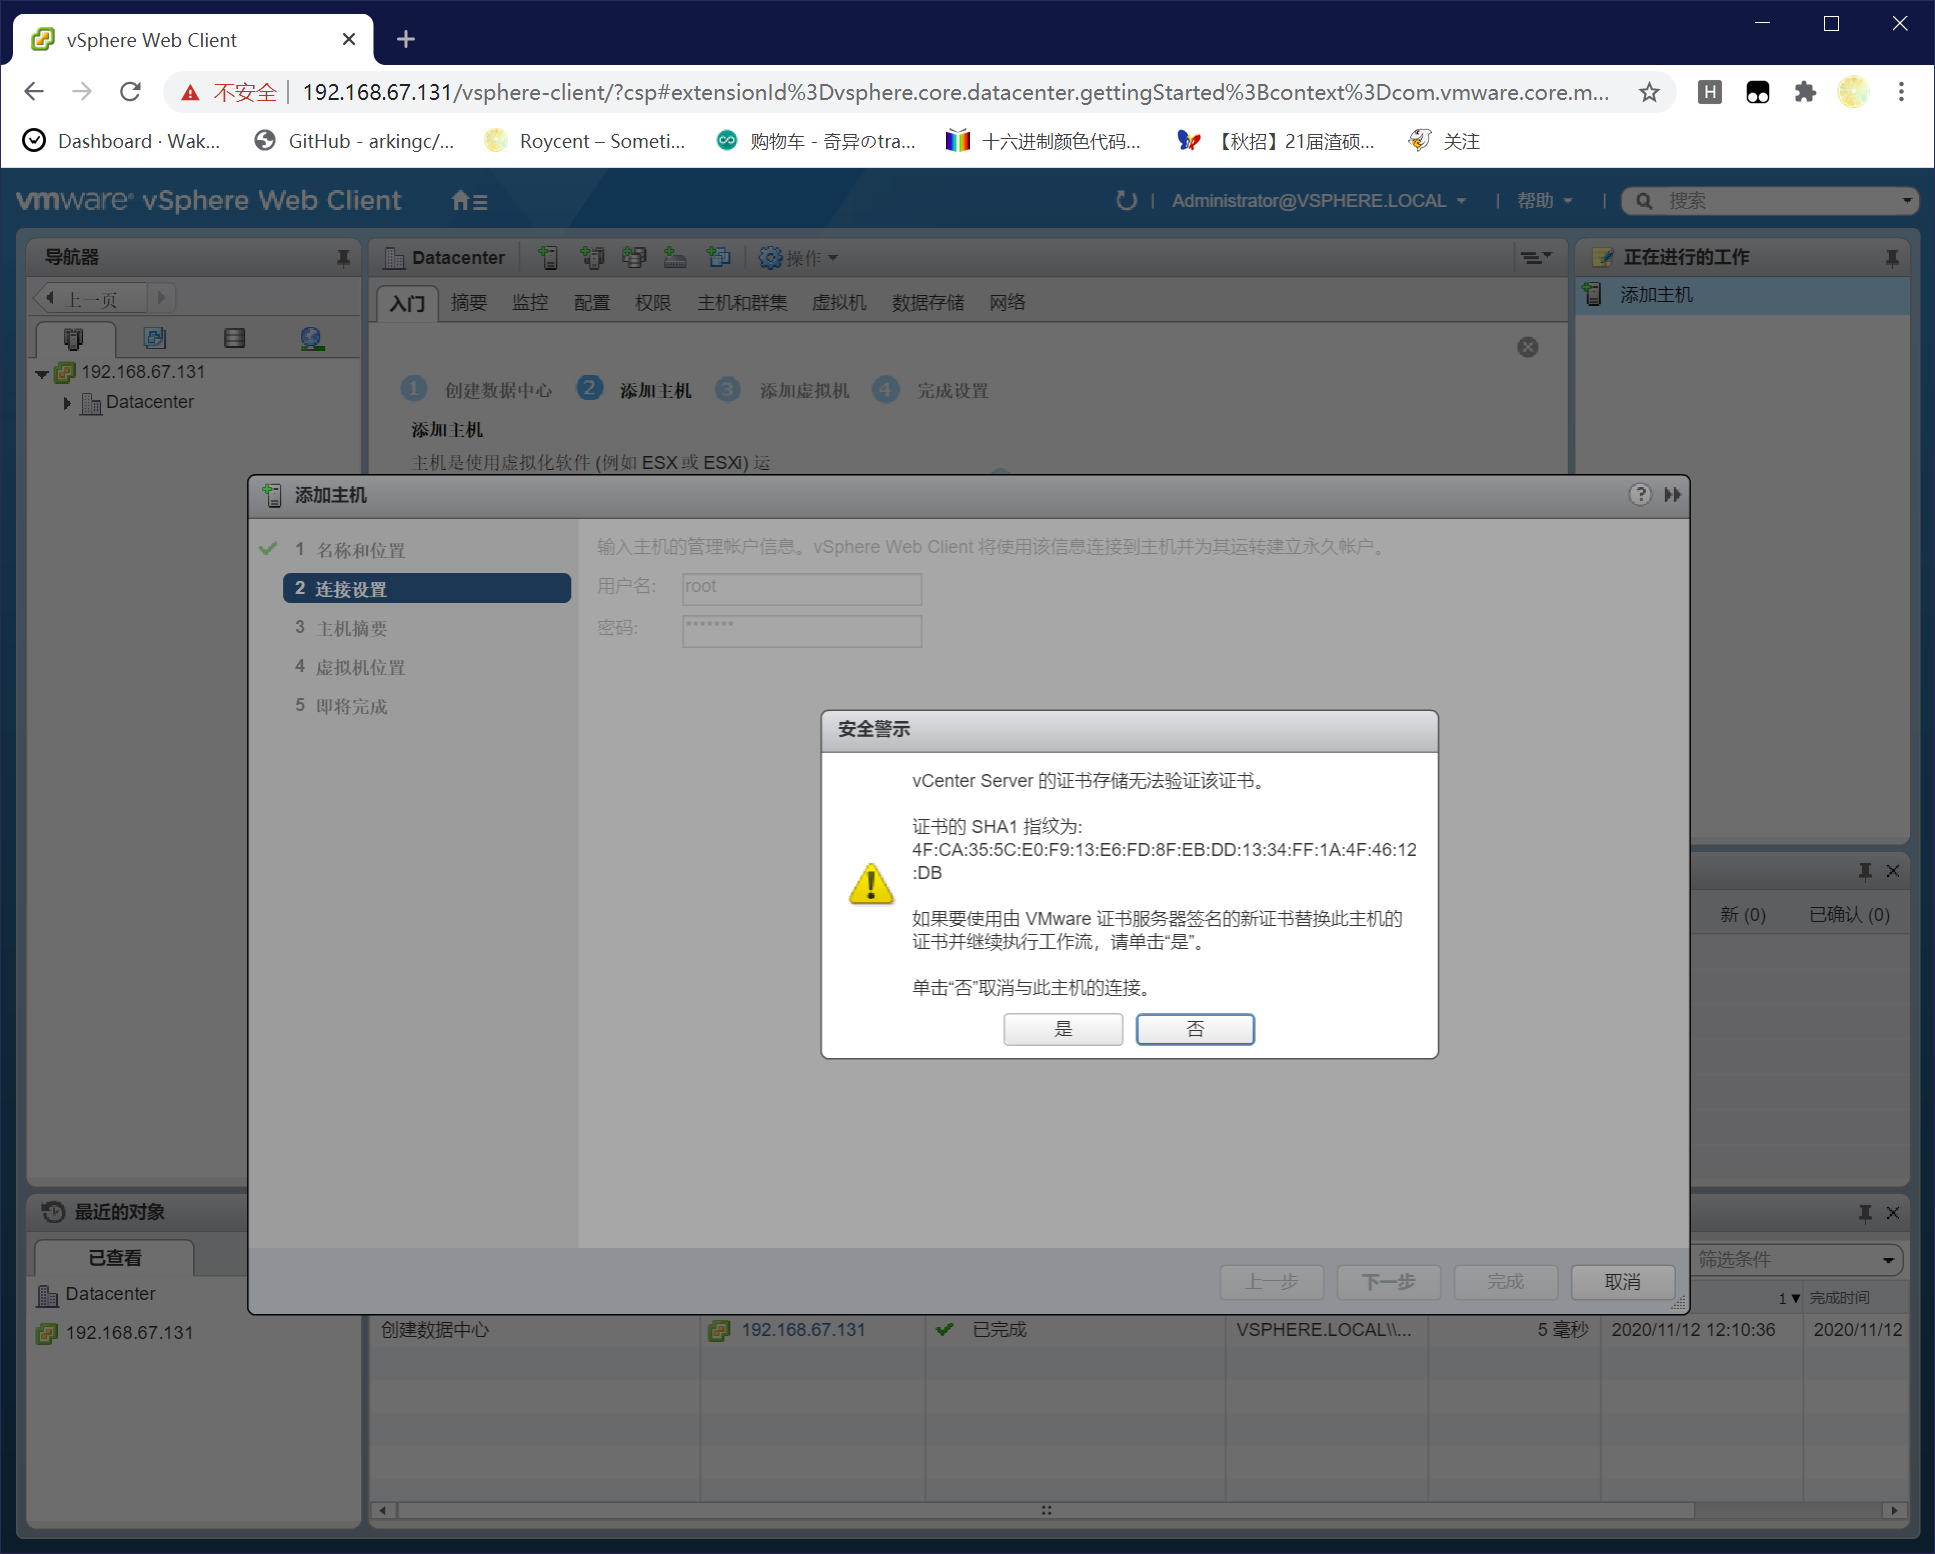 vSphere Web Client
不安全
192.168.67.131/vsphere-client/?csp#extensionId%3Dvsphere.core.datacenter.gettingStarted%3Bcontext%3Dcom.vmware.core.m...
H
Dashboard · Wak...
GitHub - arkingc/...
Roycent – Someti...
购物车 - 奇异のtra...
十六进制颜色代码...
【秋招】21届渣硕...
关注
vmware® vSphere Web Client
Administrator@VSPHERE.LOCAL
帮助
搜索
导航器
Datacenter
操作
正在进行的工作
上一页
入门
摘要
监控
配置
权限
主机和群集
虚拟机
数据存储
网络
添加主机
192.168.67.131
Datacenter
1 创建数据中心
2 添加主机
3 添加虚拟机
4 完成设置
添加主机
主机是使用虚拟化软件 (例如 ESX 或 ESXi) 运
添加主机
?
1 名称和位置
2 连接设置
3 主机摘要
4 虚拟机位置
5 即将完成
输入主机的管理帐户信息。vSphere Web Client 将使用该信息连接到主机并为其运转建立永久帐户。
用户名: root
密码: *******
安全警示
vCenter Server 的证书存储无法验证该证书。
证书的 SHA1 指纹为:
4F:CA:35:5C:E0:F9:13:E6:FD:8F:EB:DD:13:34:FF:1A:4F:46:12
:DB
如果要使用由 VMware 证书服务器签名的新证书替换此主机的
证书并继续执行工作流，请单击“是”。
单击“否”取消与此主机的连接。
是
否
新 (0)
已确认 (0)
上一步
下一步
完成
取消
最近的对象
已查看
Datacenter
192.168.67.131
筛选条件
1
完成时间
创建数据中心
192.168.67.131
已完成
VSPHERE.LOCAL\\...
5 毫秒
2020/11/12 12:10:36
2020/11/12